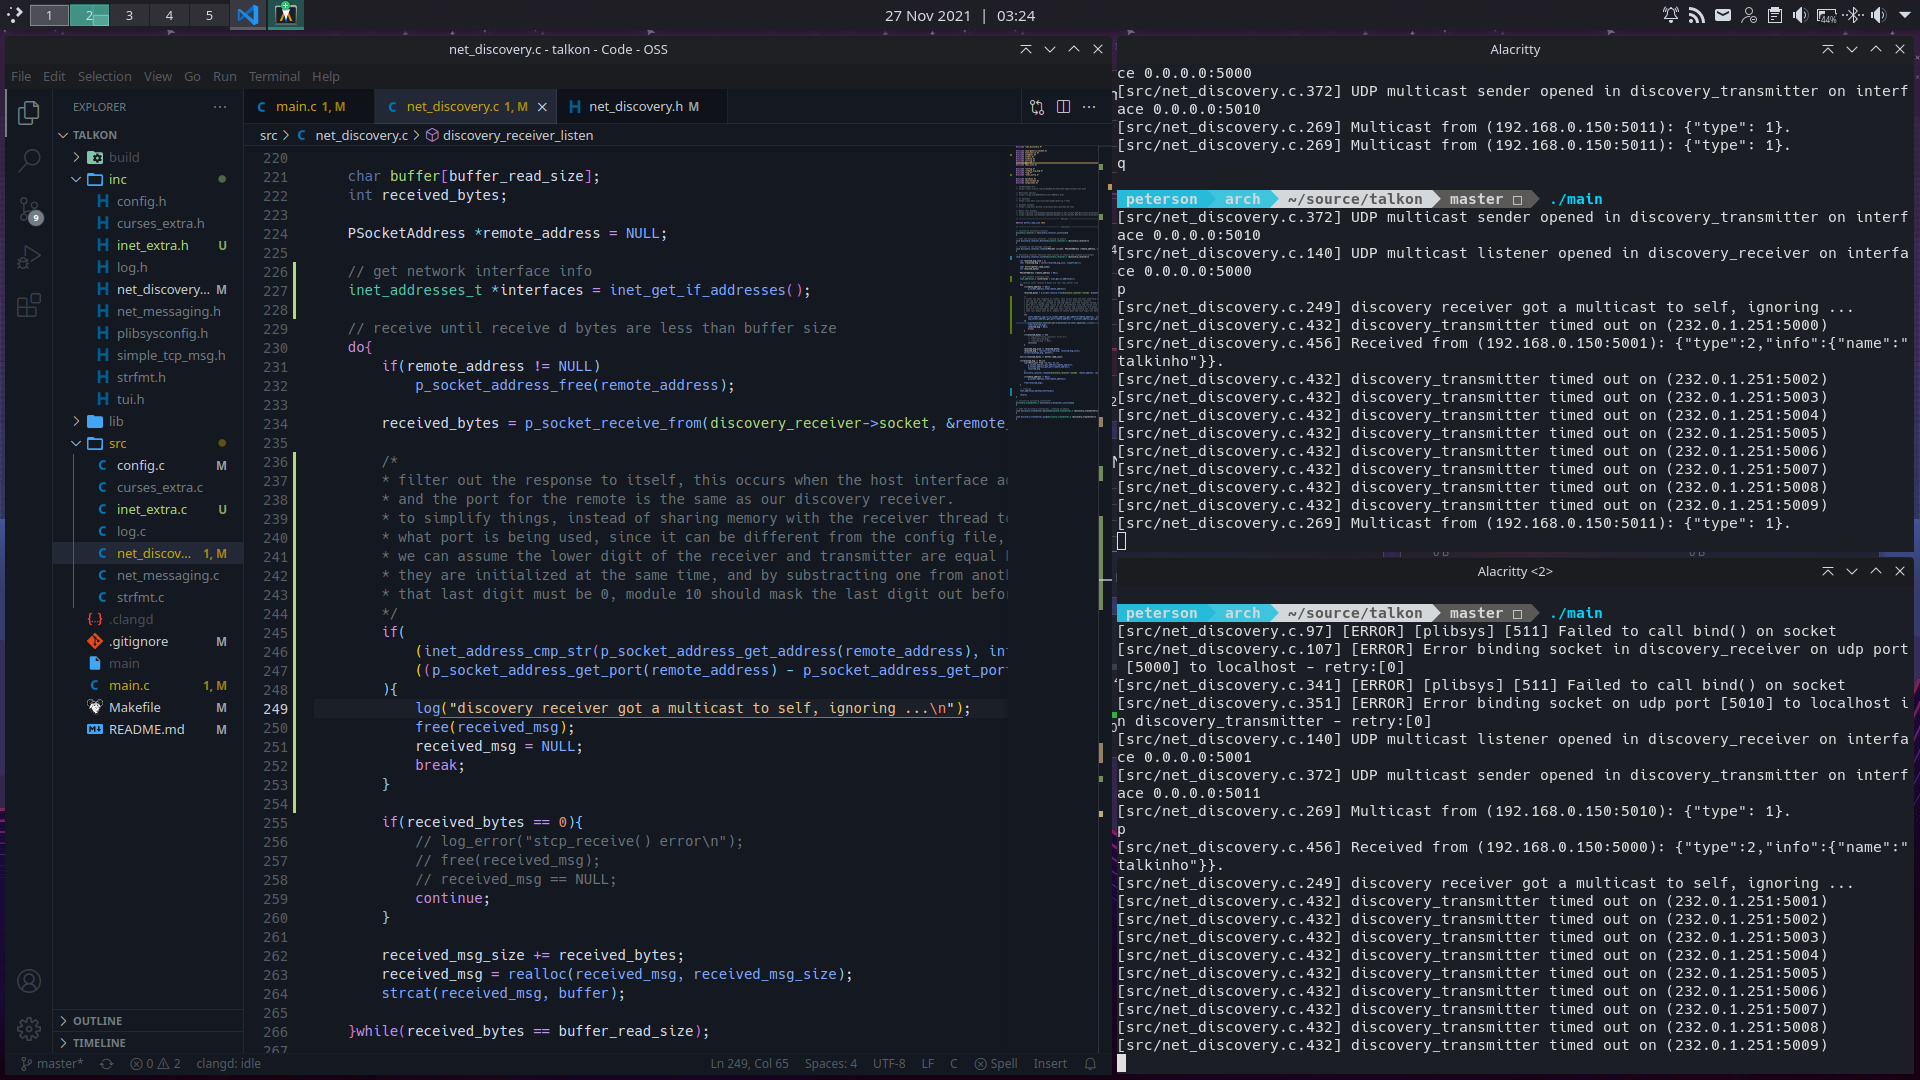 1 2 3 4 5
27 Nov 2021 | 03:24
44%
net_discovery.c - talkon - Code - OSS
File Edit Selection View Go Run Terminal Help
EXPLORER
TALKON
build
inc
config.h
curses_extra.h
inet_extra.h U
log.h
net_discovery... M
net_messaging.h
plibsysconfig.h
simple_tcp_msg.h
strfmt.h
tui.h
lib
src
config.c M
curses_extra.c
inet_extra.c U
log.c
net_discov... 1, M
net_messaging.c
strfmt.c
.clangd
.gitignore M
main
main.c 1, M
Makefile M
README.md M
OUTLINE
TIMELINE
9
main.c 1, M
net_discovery.c 1, M
net_discovery.h M
src > C net_discovery.c > discovery_receiver_listen
220
221 char buffer[buffer_read_size];
222 int received_bytes;
223
224 PSocketAddress *remote_address = NULL;
225
226 // get network interface info
227 inet_addresses_t *interfaces = inet_get_if_addresses();
228
229 // receive until receive d bytes are less than buffer size
230 do{
231 if(remote_address != NULL)
232 p_socket_address_free(remote_address);
233
234 received_bytes = p_socket_receive_from(discovery_receiver->socket, &remote_
235
236 /*
237 * filter out the response to itself, this occurs when the host interface a
238 * and the port for the remote is the same as our discovery receiver.
239 * to simplify things, instead of sharing memory with the receiver thread t
240 * what port is being used, since it can be different from the config file,
241 * we can assume the lower digit of the receiver and transmitter are equal
242 * they are initialized at the same time, and by substracting one from anot
243 * that last digit must be 0, module 10 should mask the last digit out befo
244 */
245 if(
246 (inet_address_cmp_str(p_socket_address_get_address(remote_address), in
247 ((p_socket_address_get_port(remote_address) - p_socket_address_get_por
248 ){
249 log("discovery receiver got a multicast to self, ignoring ...\n");
250 free(received_msg);
251 received_msg = NULL;
252 break;
253 }
254
255 if(received_bytes == 0){
256 // log_error("stcp_receive() error\n");
257 // free(received_msg);
258 // received_msg == NULL;
259 continue;
260 }
261
262 received_msg_size += received_bytes;
263 received_msg = realloc(received_msg, received_msg_size);
264 strcat(received_msg, buffer);
265
266 }while(received_bytes == buffer_read_size);
267
master* 0 2 clangd: idle Ln 249, Col 65 Spaces: 4 UTF-8 LF C Spell Insert
Alacritty
ce 0.0.0.0:5000
[src/net_discovery.c.372] UDP multicast sender opened in discovery_transmitter on interf
ace 0.0.0.0:5010
[src/net_discovery.c.269] Multicast from (192.168.0.150:5011): {"type": 1}.
[src/net_discovery.c.269] Multicast from (192.168.0.150:5011): {"type": 1}.
q
peterson arch ~/source/talkon master □ ./main
[src/net_discovery.c.372] UDP multicast sender opened in discovery_transmitter on interf
ace 0.0.0.0:5010
[src/net_discovery.c.140] UDP multicast listener opened in discovery_receiver on interfa
ce 0.0.0.0:5000
p
[src/net_discovery.c.249] discovery receiver got a multicast to self, ignoring ...
[src/net_discovery.c.432] discovery_transmitter timed out on (232.0.1.251:5000)
[src/net_discovery.c.456] Received from (192.168.0.150:5001): {"type":2,"info":{"name":"
talkinho"}}.
[src/net_discovery.c.432] discovery_transmitter timed out on (232.0.1.251:5002)
[src/net_discovery.c.432] discovery_transmitter timed out on (232.0.1.251:5003)
[src/net_discovery.c.432] discovery_transmitter timed out on (232.0.1.251:5004)
[src/net_discovery.c.432] discovery_transmitter timed out on (232.0.1.251:5005)
[src/net_discovery.c.432] discovery_transmitter timed out on (232.0.1.251:5006)
[src/net_discovery.c.432] discovery_transmitter timed out on (232.0.1.251:5007)
[src/net_discovery.c.432] discovery_transmitter timed out on (232.0.1.251:5008)
[src/net_discovery.c.432] discovery_transmitter timed out on (232.0.1.251:5009)
[src/net_discovery.c.269] Multicast from (192.168.0.150:5011): {"type": 1}.
Alacritty <2>
peterson arch ~/source/talkon master □ ./main
[src/net_discovery.c.97] [ERROR] [plibsys] [511] Failed to call bind() on socket
[src/net_discovery.c.107] [ERROR] Error binding socket in discovery_receiver on udp port
[5000] to localhost - retry:[0]
[src/net_discovery.c.341] [ERROR] [plibsys] [511] Failed to call bind() on socket
[src/net_discovery.c.351] [ERROR] Error binding socket on udp port [5010] to localhost i
n discovery_transmitter - retry:[0]
[src/net_discovery.c.140] UDP multicast listener opened in discovery_receiver on interfa
ce 0.0.0.0:5001
[src/net_discovery.c.372] UDP multicast sender opened in discovery_transmitter on interf
ace 0.0.0.0:5011
[src/net_discovery.c.269] Multicast from (192.168.0.150:5010): {"type": 1}.
p
[src/net_discovery.c.456] Received from (192.168.0.150:5000): {"type":2,"info":{"name":"
talkinho"}}.
[src/net_discovery.c.249] discovery receiver got a multicast to self, ignoring ...
[src/net_discovery.c.432] discovery_transmitter timed out on (232.0.1.251:5001)
[src/net_discovery.c.432] discovery_transmitter timed out on (232.0.1.251:5002)
[src/net_discovery.c.432] discovery_transmitter timed out on (232.0.1.251:5003)
[src/net_discovery.c.432] discovery_transmitter timed out on (232.0.1.251:5004)
[src/net_discovery.c.432] discovery_transmitter timed out on (232.0.1.251:5005)
[src/net_discovery.c.432] discovery_transmitter timed out on (232.0.1.251:5006)
[src/net_discovery.c.432] discovery_transmitter timed out on (232.0.1.251:5007)
[src/net_discovery.c.432] discovery_transmitter timed out on (232.0.1.251:5008)
[src/net_discovery.c.432] discovery_transmitter timed out on (232.0.1.251:5009)